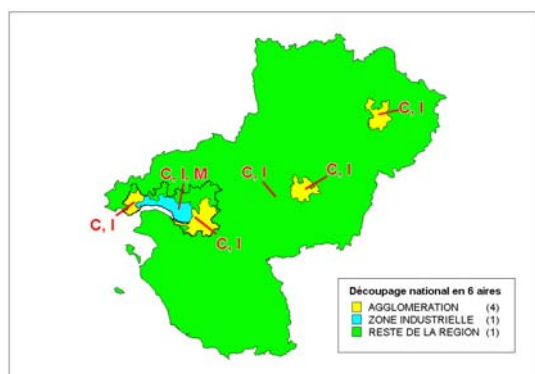 C, I
C, I, M
C, I
C, I
C, I
C, I
Découpage national en 6 aires
AGGLOMERATION (4)
ZONE INDUSTRIELLE (1)
RESTE DE LA REGION (1)